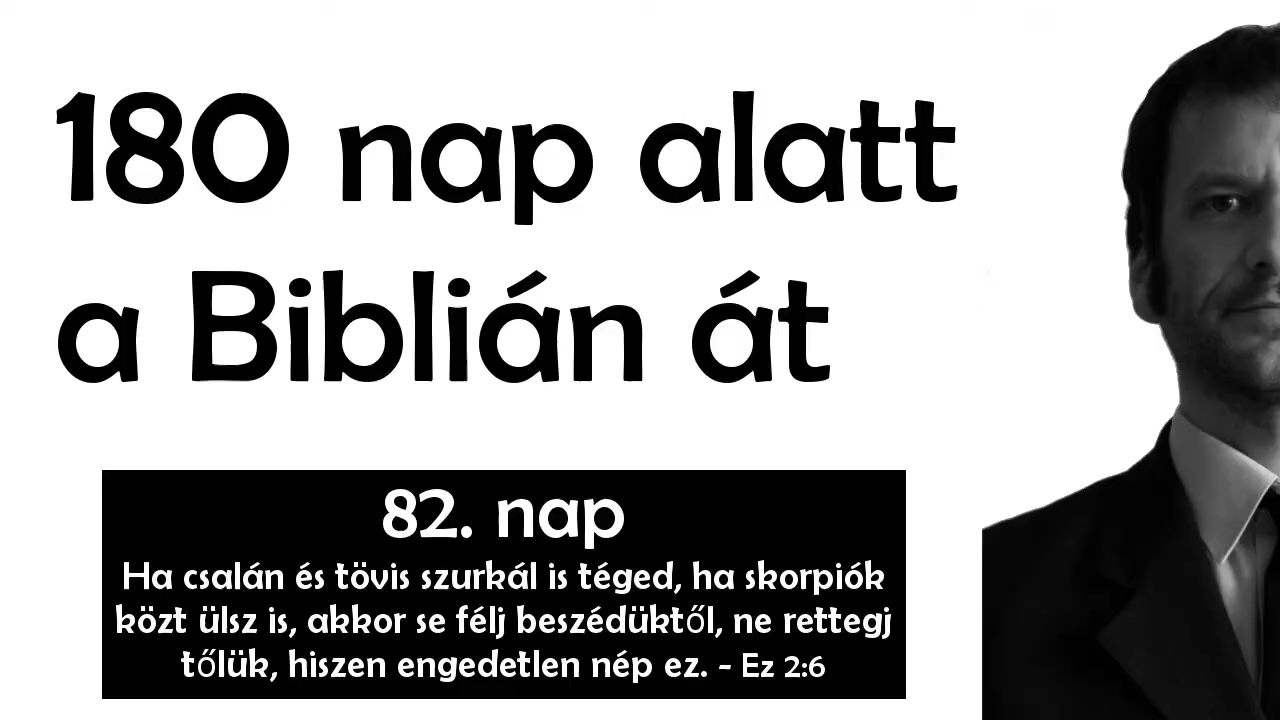 180 nap alatt
a Biblián át
82. nap
Ha csalán és tövis szurkál is téged, ha skorpiók
közt ülsz is, akkor se félj beszédüktől, ne rettegj
tőlük, hiszen engedetlen nép ez. - Ez 2:6